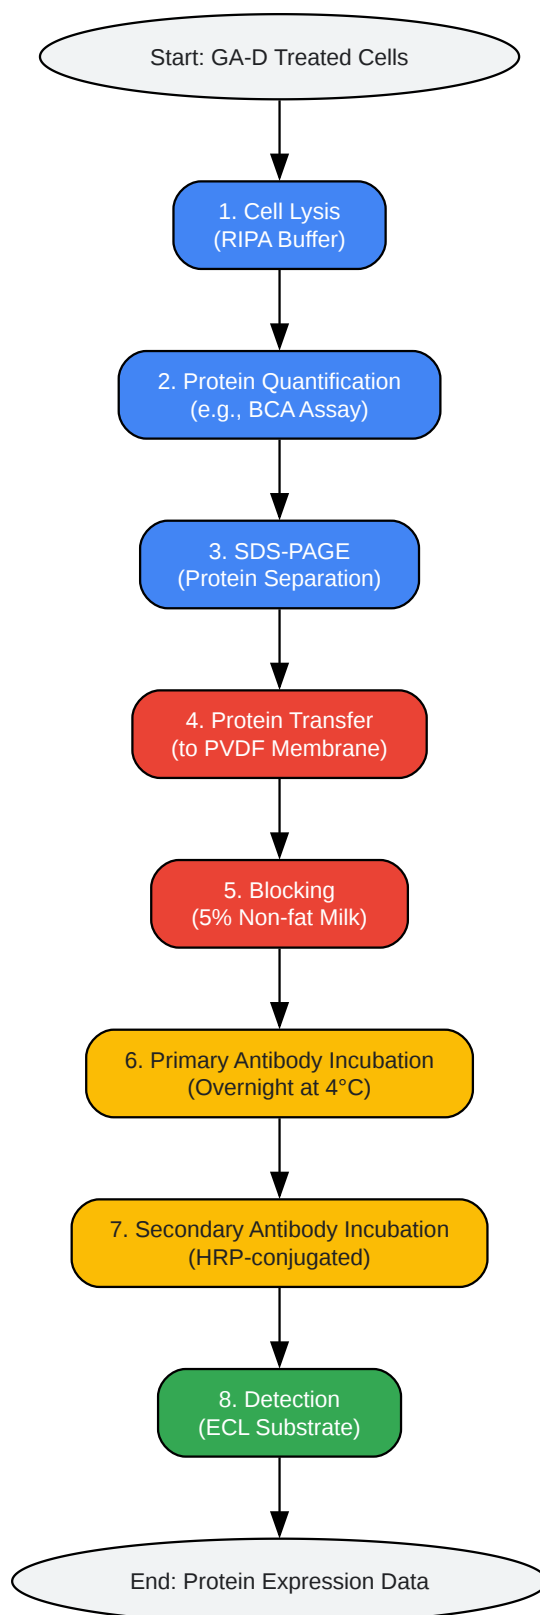 Start: GA-D Treated Cells
1. Cell Lysis
(RIPA Buffer)
2. Protein Quantification
(e.g., BCA Assay)
3. SDS-PAGE
(Protein Separation)
4. Protein Transfer
(to PVDF Membrane)
5. Blocking
(5% Non-fat Milk)
6. Primary Antibody Incubation
(Overnight at 4°C)
7. Secondary Antibody Incubation
(HRP-conjugated)
8. Detection
(ECL Substrate)
End: Protein Expression Data